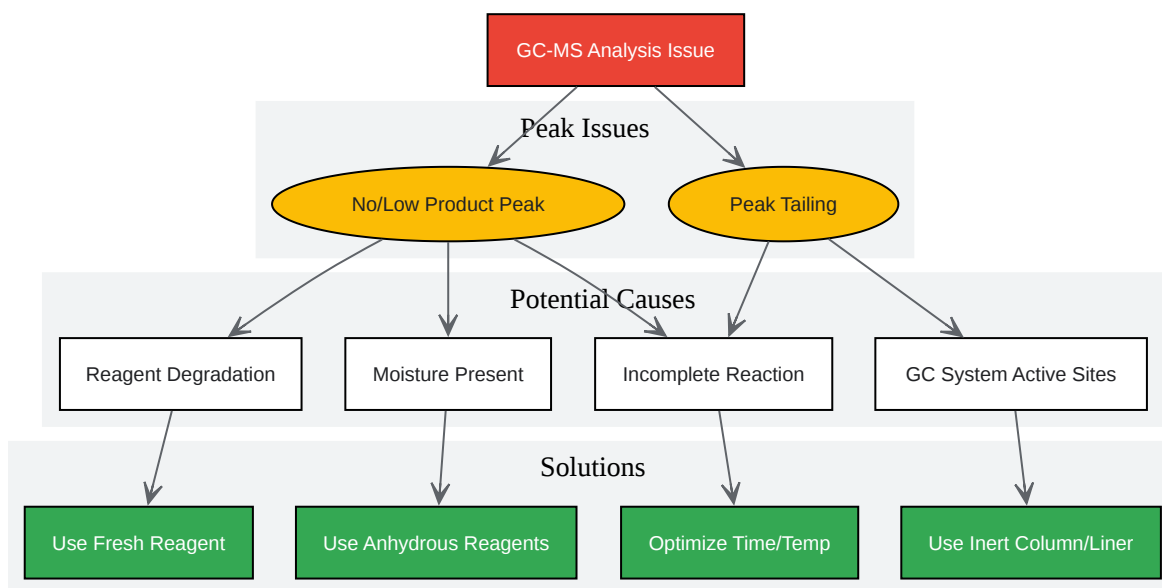 GC-MS Analysis Issue
Peak Issues
No/Low Product Peak
Peak Tailing
Potential Causes
Reagent Degradation
Moisture Present
Incomplete Reaction
GC System Active Sites
Solutions
Use Fresh Reagent
Use Anhydrous Reagents
Optimize Time/Temp
Use Inert Column/Liner